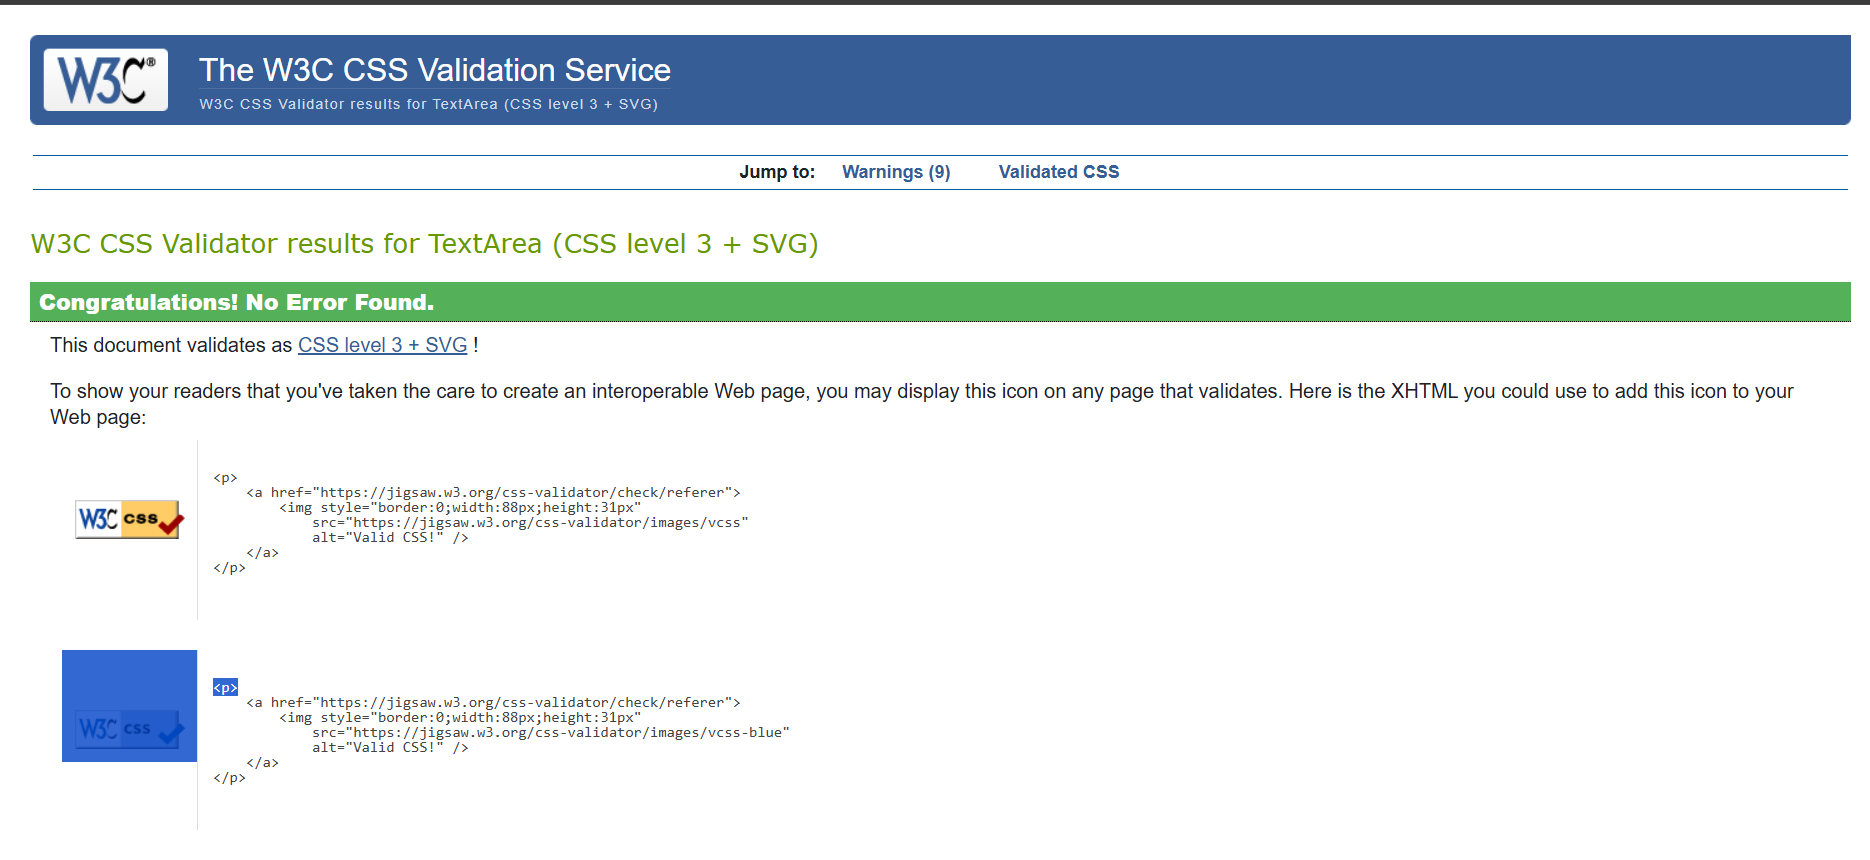 W3C®
The W3C CSS Validation Service
W3C CSS Validator results for TextArea (CSS level 3 + SVG)
Jump to: Warnings (9) Validated CSS
W3C CSS Validator results for TextArea (CSS level 3 + SVG)
Congratulations! No Error Found.
This document validates as CSS level 3 + SVG !
To show your readers that you've taken the care to create an interoperable Web page, you may display this icon on any page that validates. Here is the XHTML you could use to add this icon to your
Web page:
W3C css
<p>
<a href="https://jigsaw.w3.org/css-validator/check/referer">
<img style="border:0;width:88px;height:31px"
src="https://jigsaw.w3.org/css-validator/images/vcss"
alt="Valid CSS!" />
</a>
</p>
W3C css
<p>
<a href="https://jigsaw.w3.org/css-validator/check/referer">
<img style="border:0;width:88px;height:31px"
src="https://jigsaw.w3.org/css-validator/images/vcss-blue"
alt="Valid CSS!" />
</a>
</p>